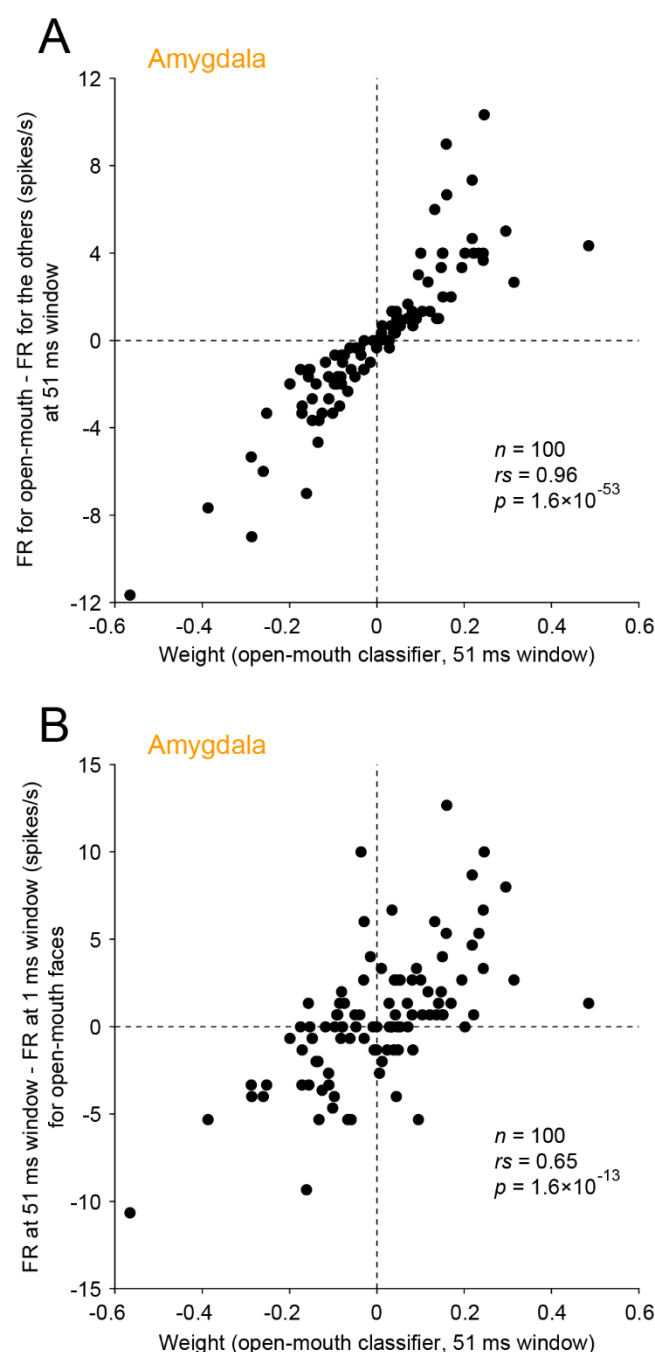 A
Amygdala
FR for open-mouth - FR for the others (spikes/s)
at 51 ms window
12
8
4
0
-4
-8
-12
n = 100
rs = 0.96
p = 1.6×10⁻⁵³
-0.6 -0.4 -0.2 0 0.2 0.4 0.6
Weight (open-mouth classifier, 51 ms window)
B
Amygdala
FR at 51 ms window - FR at 1 ms window (spikes/s)
for open-mouth faces
15
10
5
0
-5
-10
-15
n = 100
rs = 0.65
p = 1.6×10⁻¹³
-0.6 -0.4 -0.2 0 0.2 0.4 0.6
Weight (open-mouth classifier, 51 ms window)